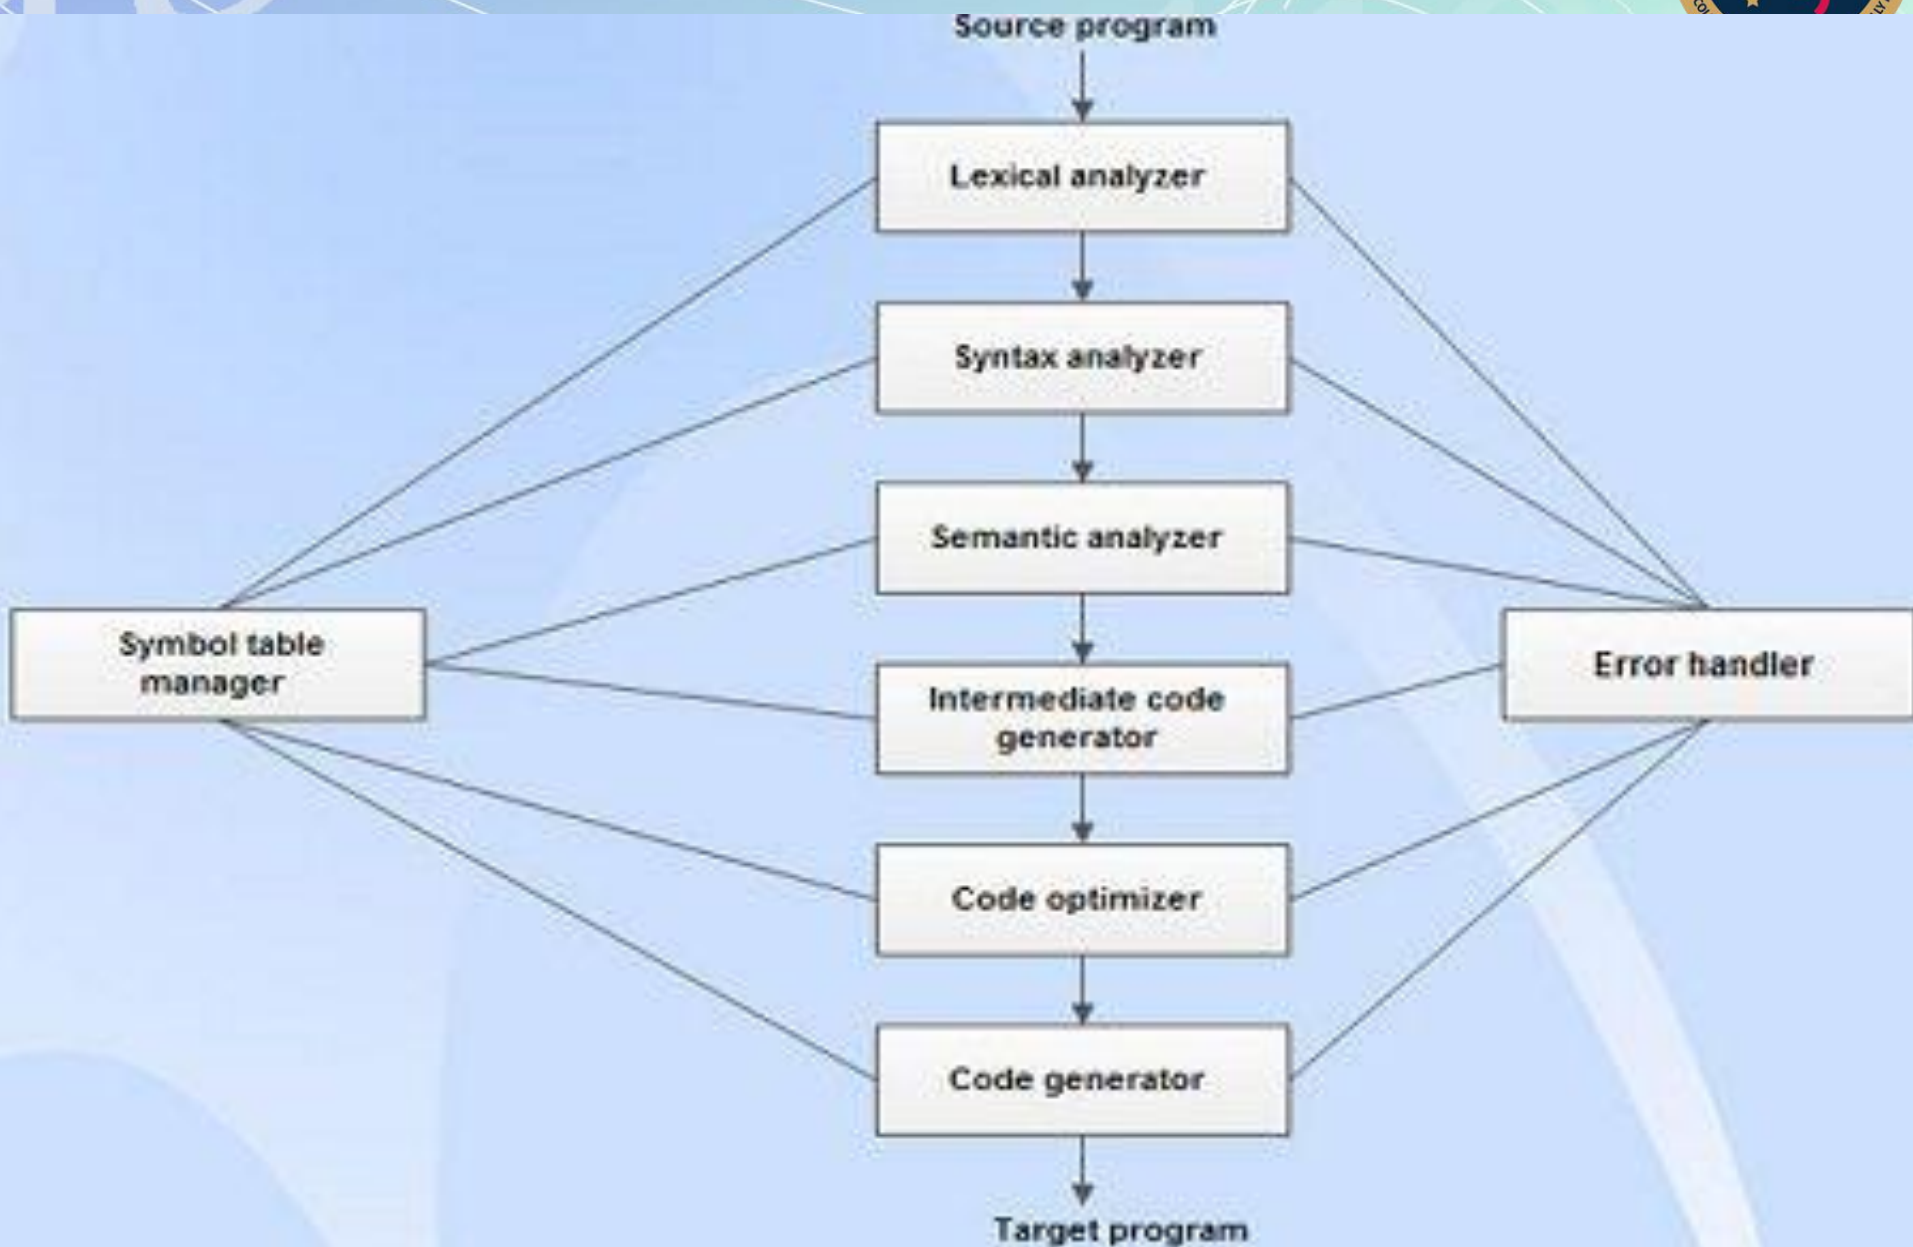 Source program
Lexical analyzer
Syntax analyzer
Semantic analyzer
Symbol table
manager
Error handler
Intermediate code
generator
Code optimizer
Code generator
Target program